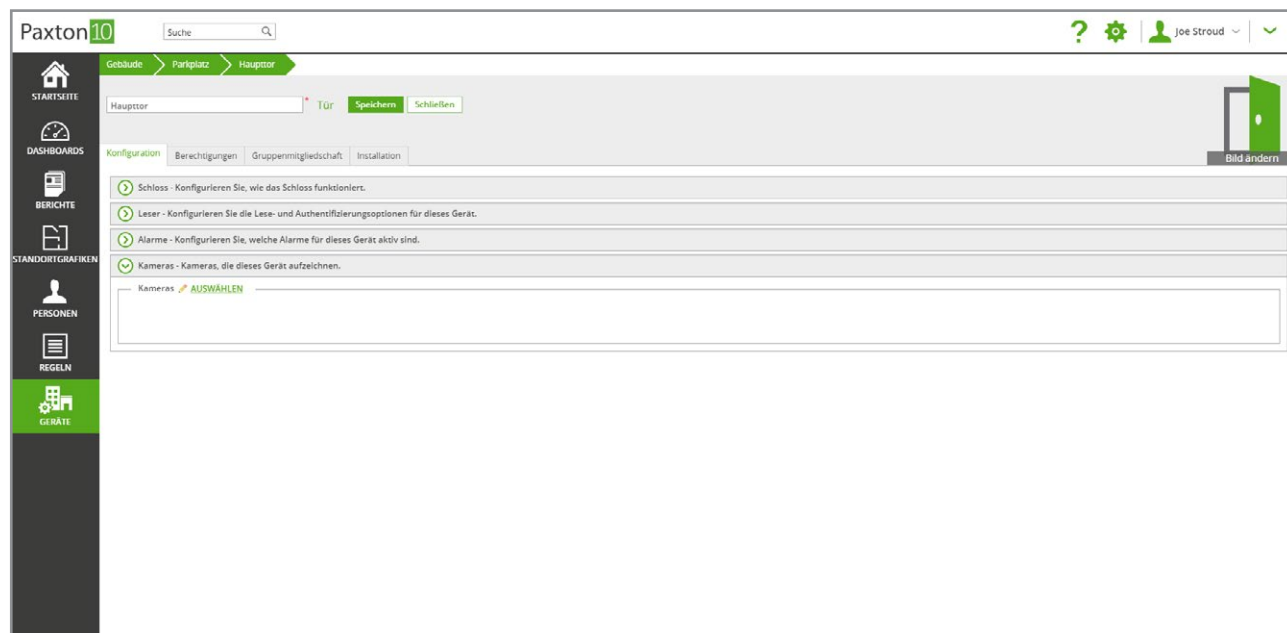 Paxton 10
Suche
?
Joe Stroud
Gebäude Parkplatz Haupttor
Haupttor * Tür Speichern Schließen
Bild ändern
Konfiguration Berechtigungen Gruppenmitgliedschaft Installation
Schloss - Konfigurieren Sie, wie das Schloss funktioniert.
Leser - Konfigurieren Sie die Lese- und Authentifizierungsoptionen für dieses Gerät.
Alarme - Konfigurieren Sie, welche Alarme für dieses Gerät aktiv sind.
Kameras - Kameras, die dieses Gerät aufzeichnen.
Kameras AUSWÄHLEN
STARTSEITE
DASHBOARDS
BERICHTE
STANDORTGRAFIKEN
PERSONEN
REGELN
GERÄTE